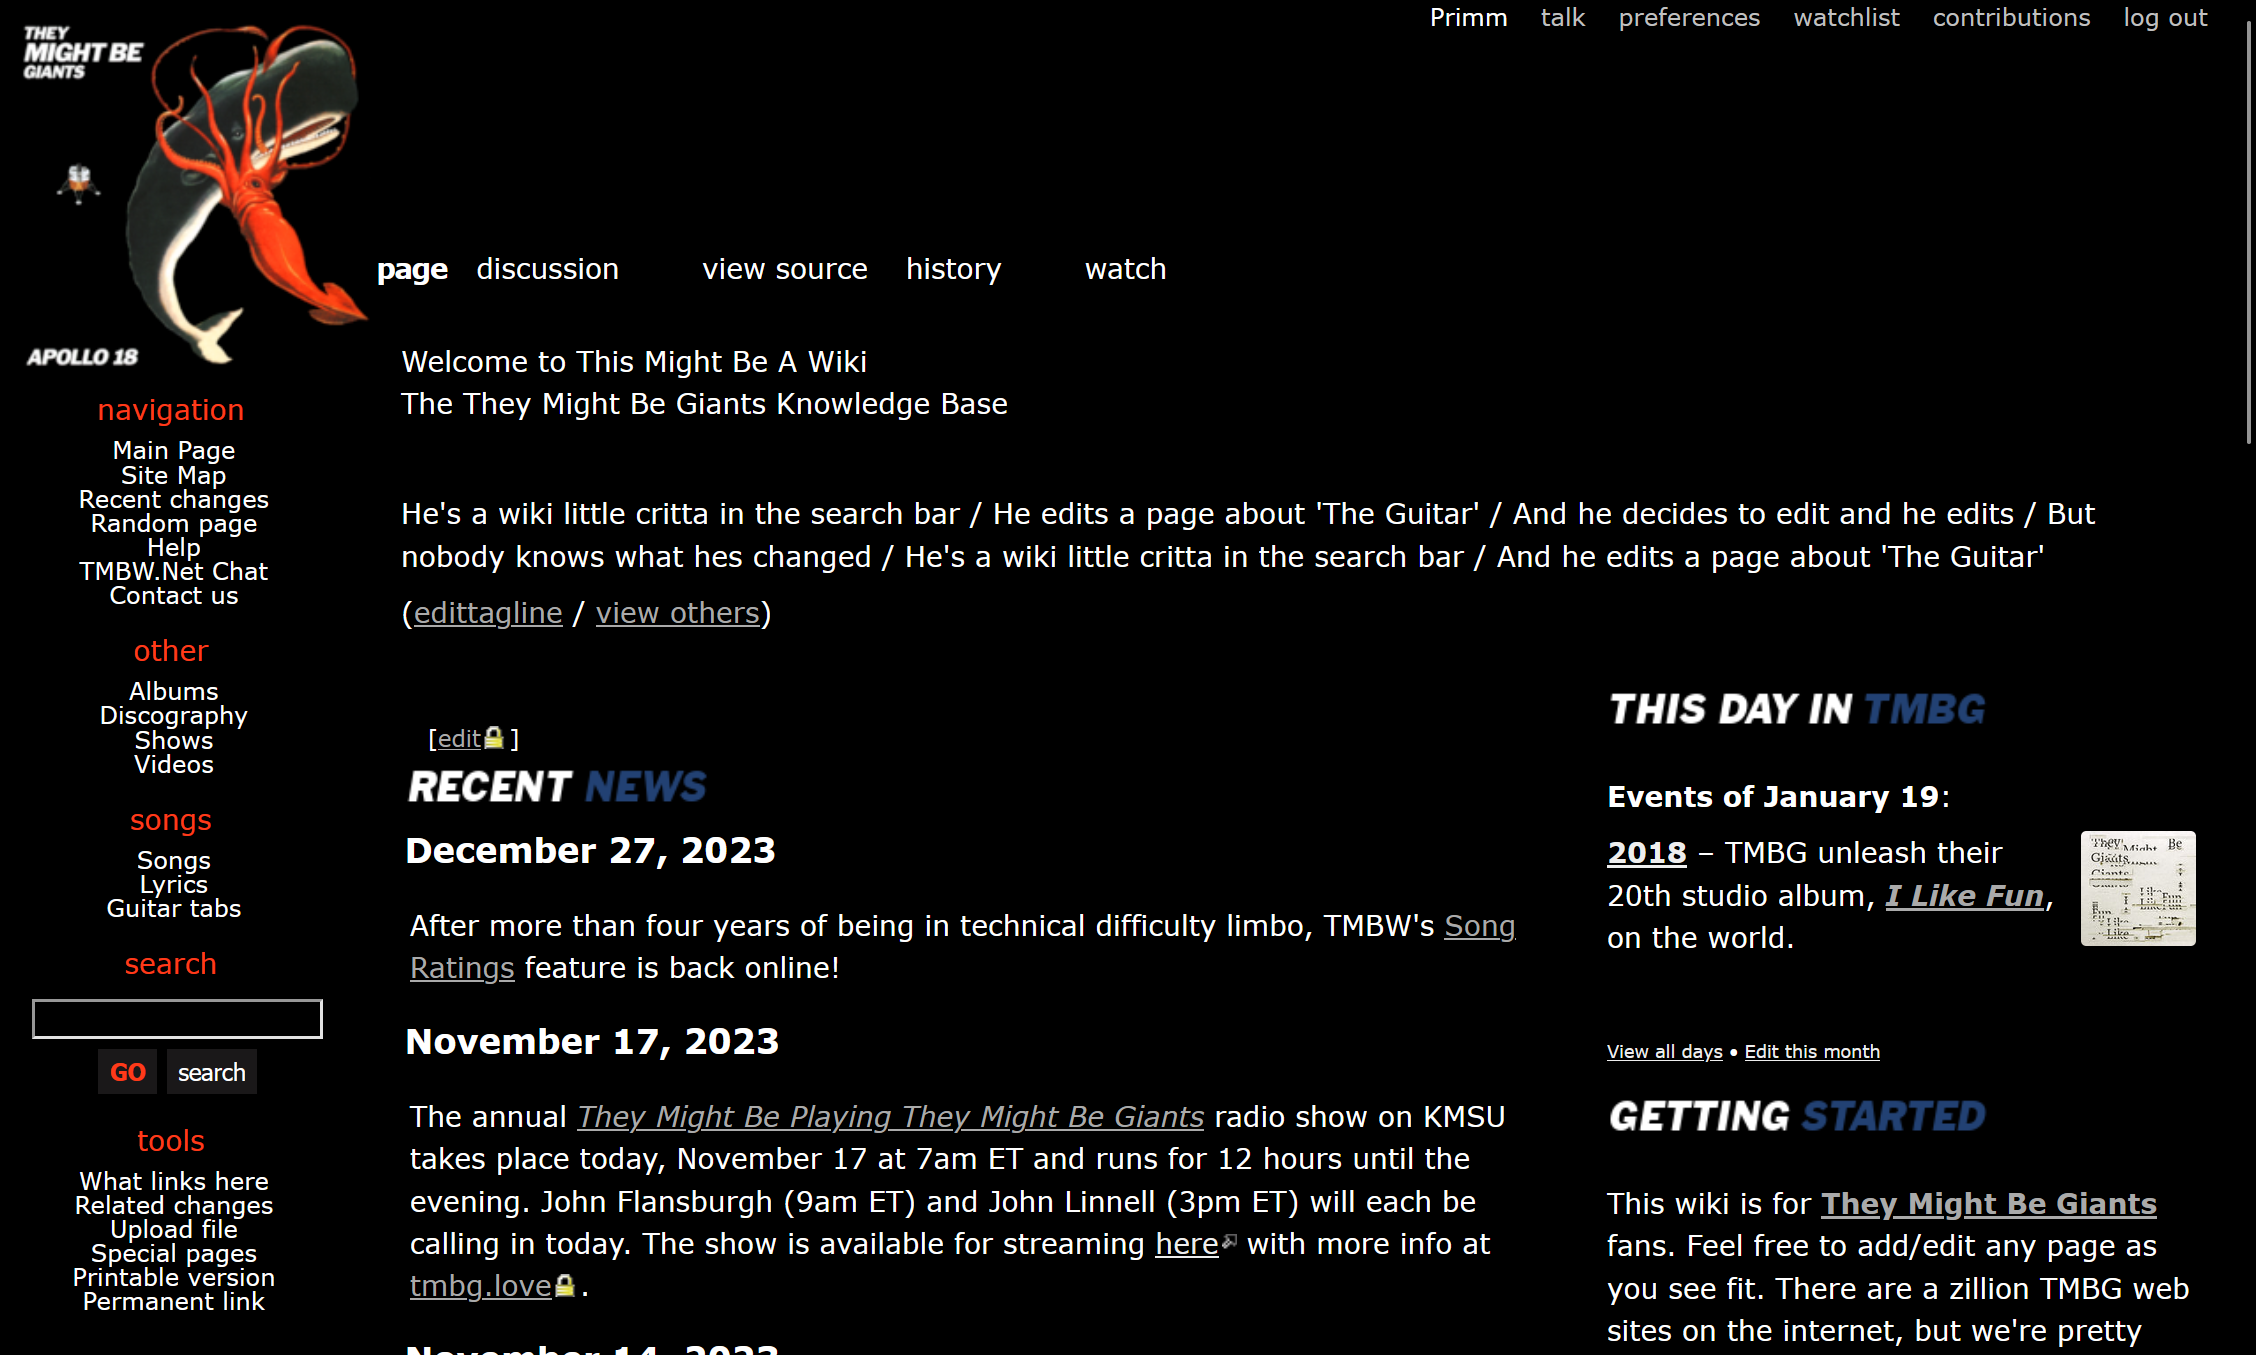 Primm talk preferences watchlist contributions log out
THEY
MIGHT BE
GIANTS
APOLLO 18
page discussion view source history watch
navigation
Main Page
Site Map
Recent changes
Random page
Help
TMBW.Net Chat
Contact us
other
Albums
Discography
Shows
Videos
songs
Songs
Lyrics
Guitar tabs
search
GO search
tools
What links here
Related changes
Upload file
Special pages
Printable version
Permanent link
Welcome to This Might Be A Wiki
The They Might Be Giants Knowledge Base
He's a wiki little critta in the search bar / He edits a page about 'The Guitar' / And he decides to edit and he edits / But
nobody knows what hes changed / He's a wiki little critta in the search bar / And he edits a page about 'The Guitar'
(edittagline / view others)
[edit]
RECENT NEWS
December 27, 2023
After more than four years of being in technical difficulty limbo, TMBW's Song
Ratings feature is back online!
November 17, 2023
The annual They Might Be Playing They Might Be Giants radio show on KMSU
takes place today, November 17 at 7am ET and runs for 12 hours until the
evening. John Flansburgh (9am ET) and John Linnell (3pm ET) will each be
calling in today. The show is available for streaming here with more info at
tmbg.love.
November 14, 2023
THIS DAY IN TMBG
Events of January 19:
2018 – TMBG unleash their
20th studio album, I Like Fun,
on the world.
They Might Be
Giants
View all days • Edit this month
GETTING STARTED
This wiki is for They Might Be Giants
fans. Feel free to add/edit any page as
you see fit. There are a zillion TMBG web
sites on the internet, but we're pretty